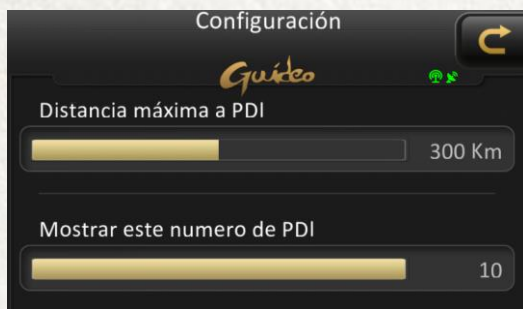 Configuración
Guideo
Distancia máxima a PDI
300 Km
Mostrar este numero de PDI
10